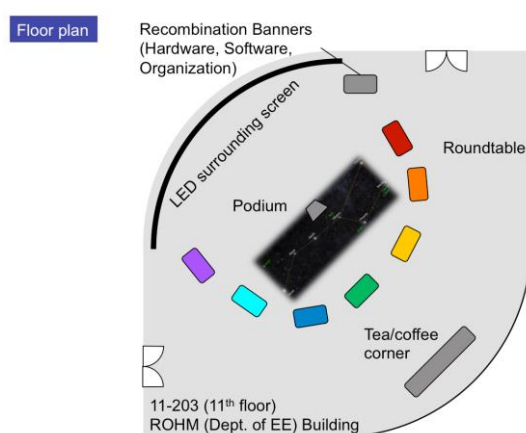 Floor plan
Recombination Banners
(Hardware, Software,
Organization)
LED surrounding screen
Roundtable
Podium
Tea/coffee
corner
11-203 (11th floor)
ROHM (Dept. of EE) Building